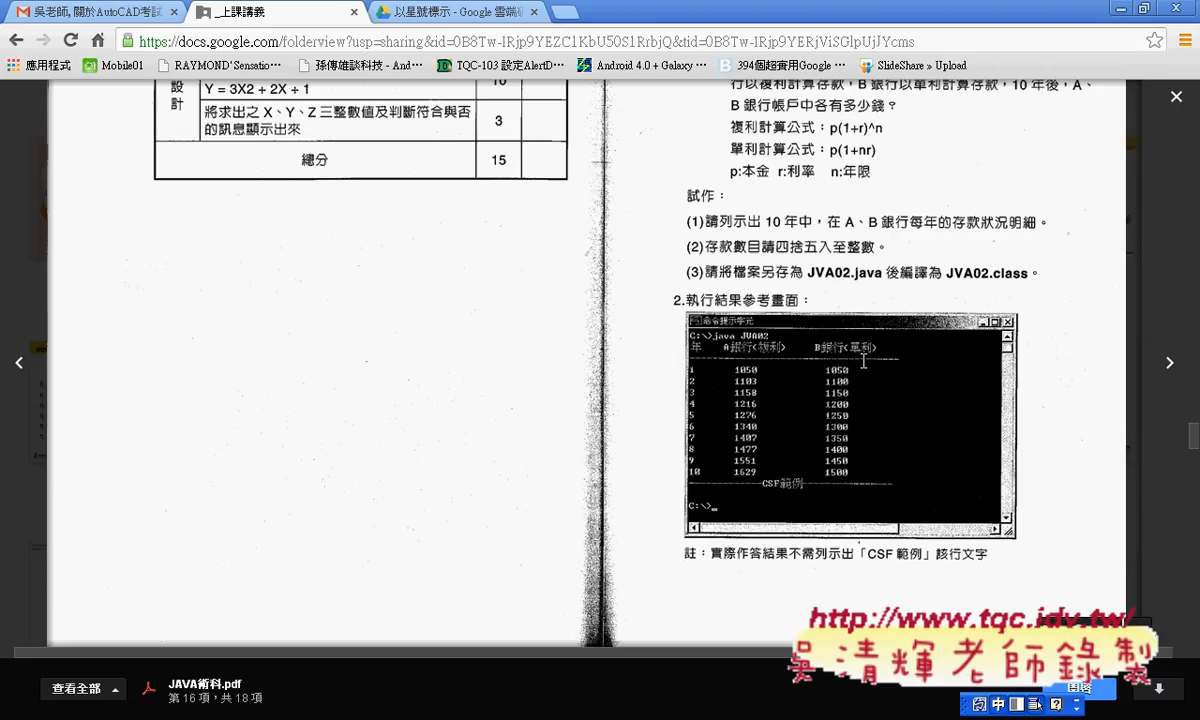 吳老師, 關於AutoCAD考試
_上課講義
以星號標示 - Google 雲端硬
https://docs.google.com/folderview?usp=sharing&id=0B8Tw-IRjp9YEZC1KbU50S1RrbjQ&tid=0B8Tw-IRjp9YERjViSGlpUjJYcms
應用程式
Mobile01
RAYMOND'Sensatio…
孫傳雄談科技 - And…
TQC-103 設定AlertD…
Android 4.0 + Galaxy …
394個超實用Google …
SlideShare » Upload
設
計
Y = 3X2 + 2X + 1
10
將求出之 X、Y、Z 三整數值及判斷符合與否
的訊息顯示出來
3
總分
15
行以複利計算存款，B 銀行以單利計算存款，10 年後，A、
B 銀行帳戶中各有多少錢？
複利計算公式：p(1+r)^n
單利計算公式：p(1+nr)
p:本金 r:利率 n:年限
試作：
(1)請列示出 10 年中，在 A、B 銀行每年的存款狀況明細。
(2)存款數目請四捨五入至整數。
(3)請將檔案另存為 JVA02.java 後編譯為 JVA02.class。
2.執行結果參考畫面：
命令提示字元
C:\>java JVA02
年 A銀行<複利> B銀行<單利>
1 1050 1050
2 1103 1100
3 1158 1150
4 1216 1200
5 1276 1250
6 1340 1300
7 1407 1350
8 1477 1400
9 1551 1450
10 1629 1500
CSF範例
C:\>_
註：實際作答結果不需列示出「CSF 範例」該行文字
http://www.tqc.idv.tw/
吳清輝老師錄製
查看全部
JAVA術科.pdf
第 16 項，共 18 項
中